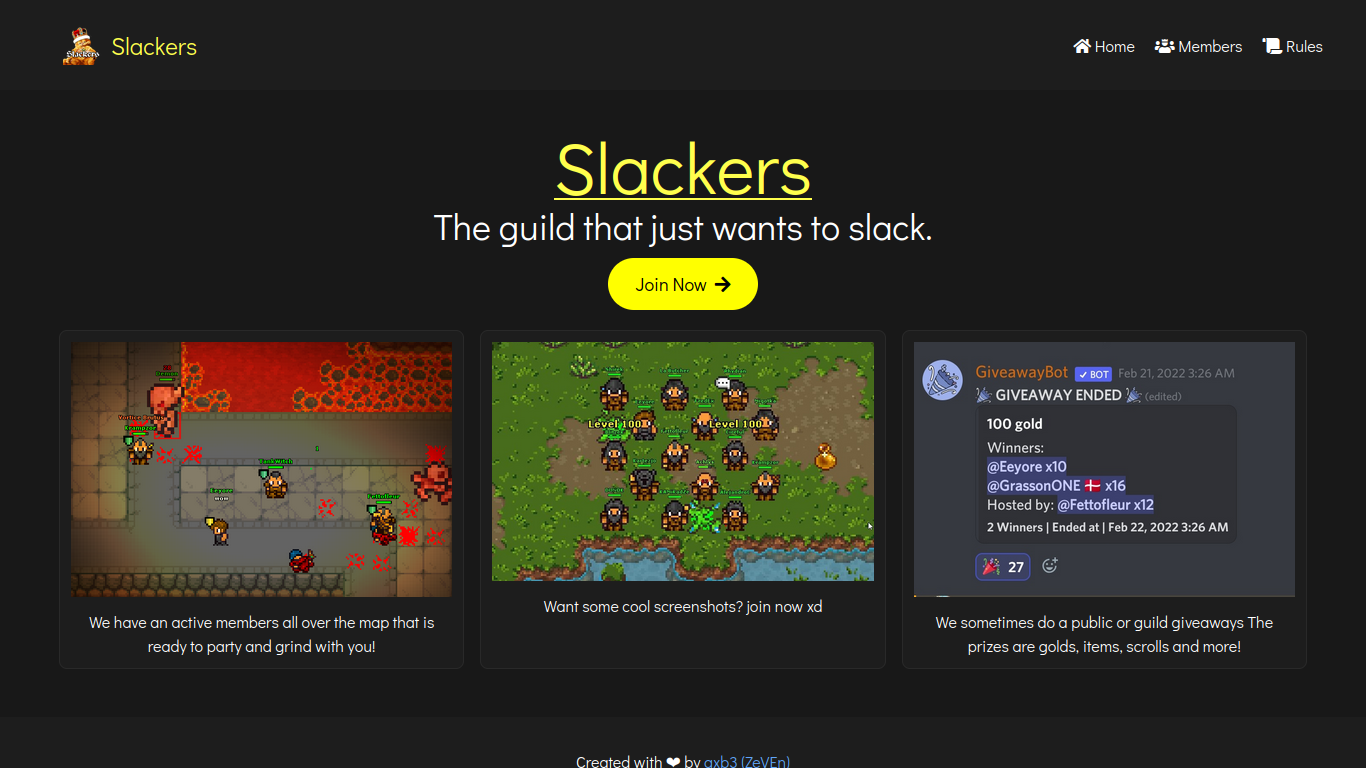 Slackers
Slackers
Home
Members
Rules
Slackers
The guild that just wants to slack.
Join Now
Eeyore
mom
Fettofleur
Level 100
Level 100
GiveawayBot
BOT
Feb 21, 2022 3:26 AM
GIVEAWAY ENDED
(edited)
100 gold
Winners:
@Eeyore x10
@GrassonONE 🇩🇰 x16
Hosted by: @Fettofleur x12
2 Winners | Ended at | Feb 22, 2022 3:26 AM
27
We have an active members all over the map that is
ready to party and grind with you!
Want some cool screenshots? join now xd
We sometimes do a public or guild giveaways The
prizes are golds, items, scrolls and more!
Created with ❤ by axb3 (ZeVEn)